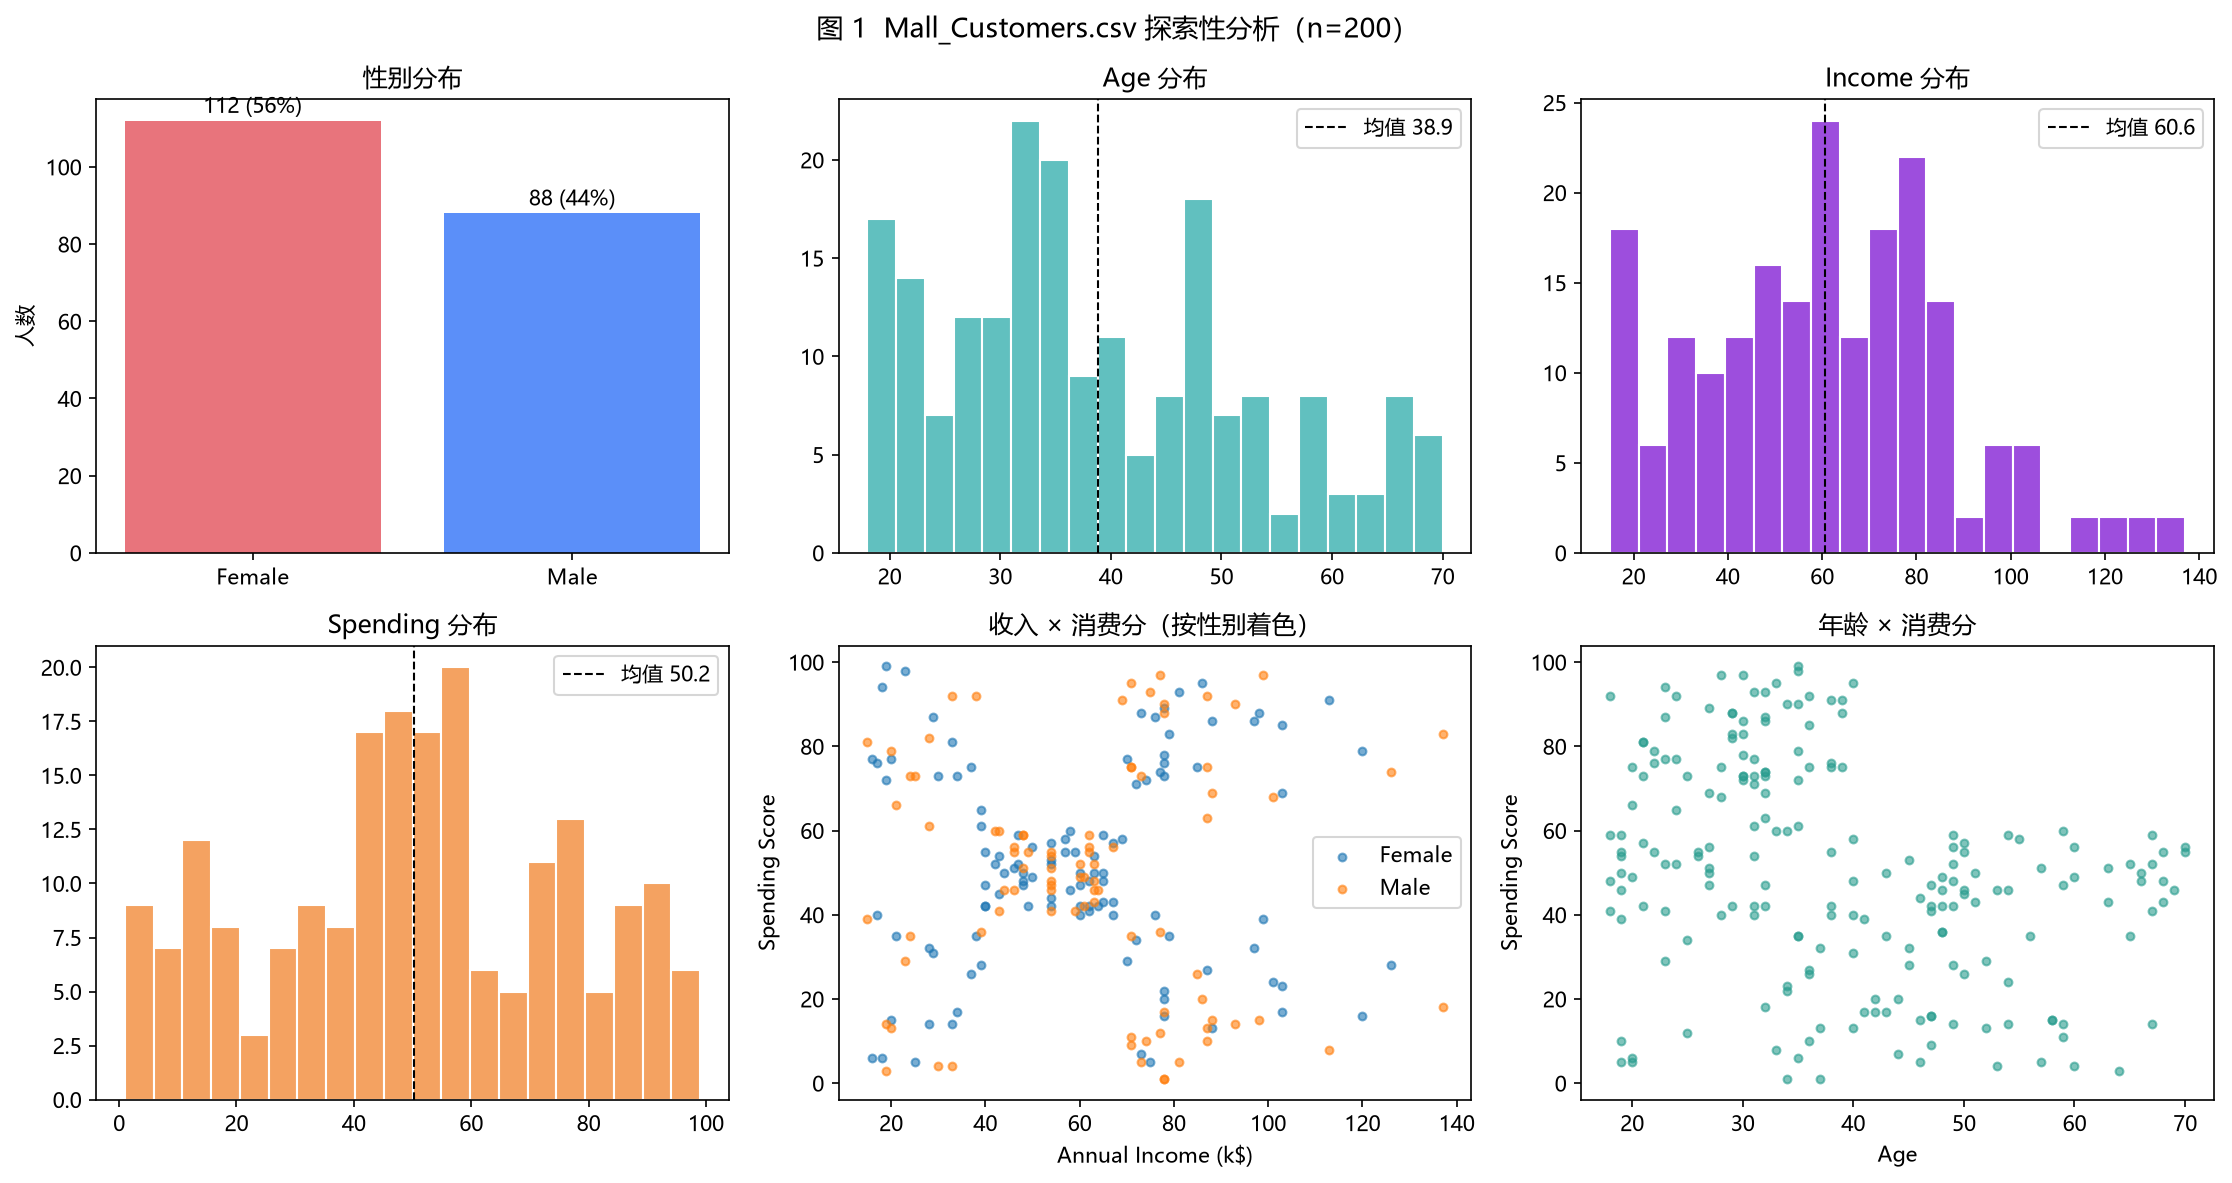 图 1  Mall_Customers.csv 探索性分析（n=200）
性别分布
112 (56%)
88 (44%)
人数
100
80
60
40
20
0
Female
Male
Age 分布
均值 38.9
20
15
10
5
0
20 30 40 50 60 70
Income 分布
均值 60.6
25
20
15
10
5
0
20 40 60 80 100 120 140
Spending 分布
均值 50.2
20.0
17.5
15.0
12.5
10.0
7.5
5.0
2.5
0.0
0 20 40 60 80 100
收入 × 消费分（按性别着色）
Spending Score
100
80
60
40
20
0
Female
Male
20 40 60 80 100 120 140
Annual Income (k$)
年龄 × 消费分
Spending Score
100
80
60
40
20
0
20 30 40 50 60 70
Age